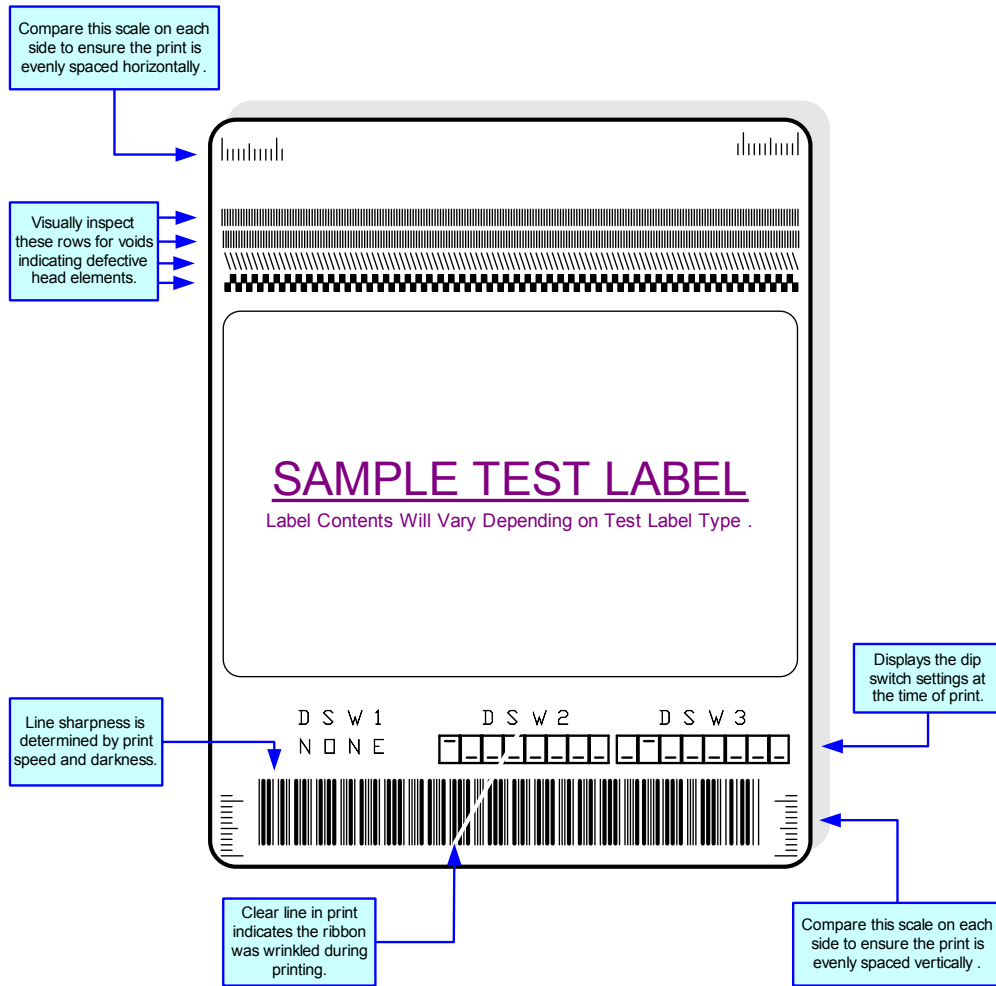 Compare this scale on each
side to ensure the print is
evenly spaced horizontally .
Visually inspect
these rows for voids
indicating defective
head elements.
SAMPLE TEST LABEL
Label Contents Will Vary Depending on Test Label Type .
Displays the dip
switch settings at
the time of print.
Line sharpness is
determined by print
speed and darkness.
D S W 1
N O N E
D S W 2
D S W 3
Clear line in print
indicates the ribbon
was wrinkled during
printing.
Compare this scale on each
side to ensure the print is
evenly spaced vertically .